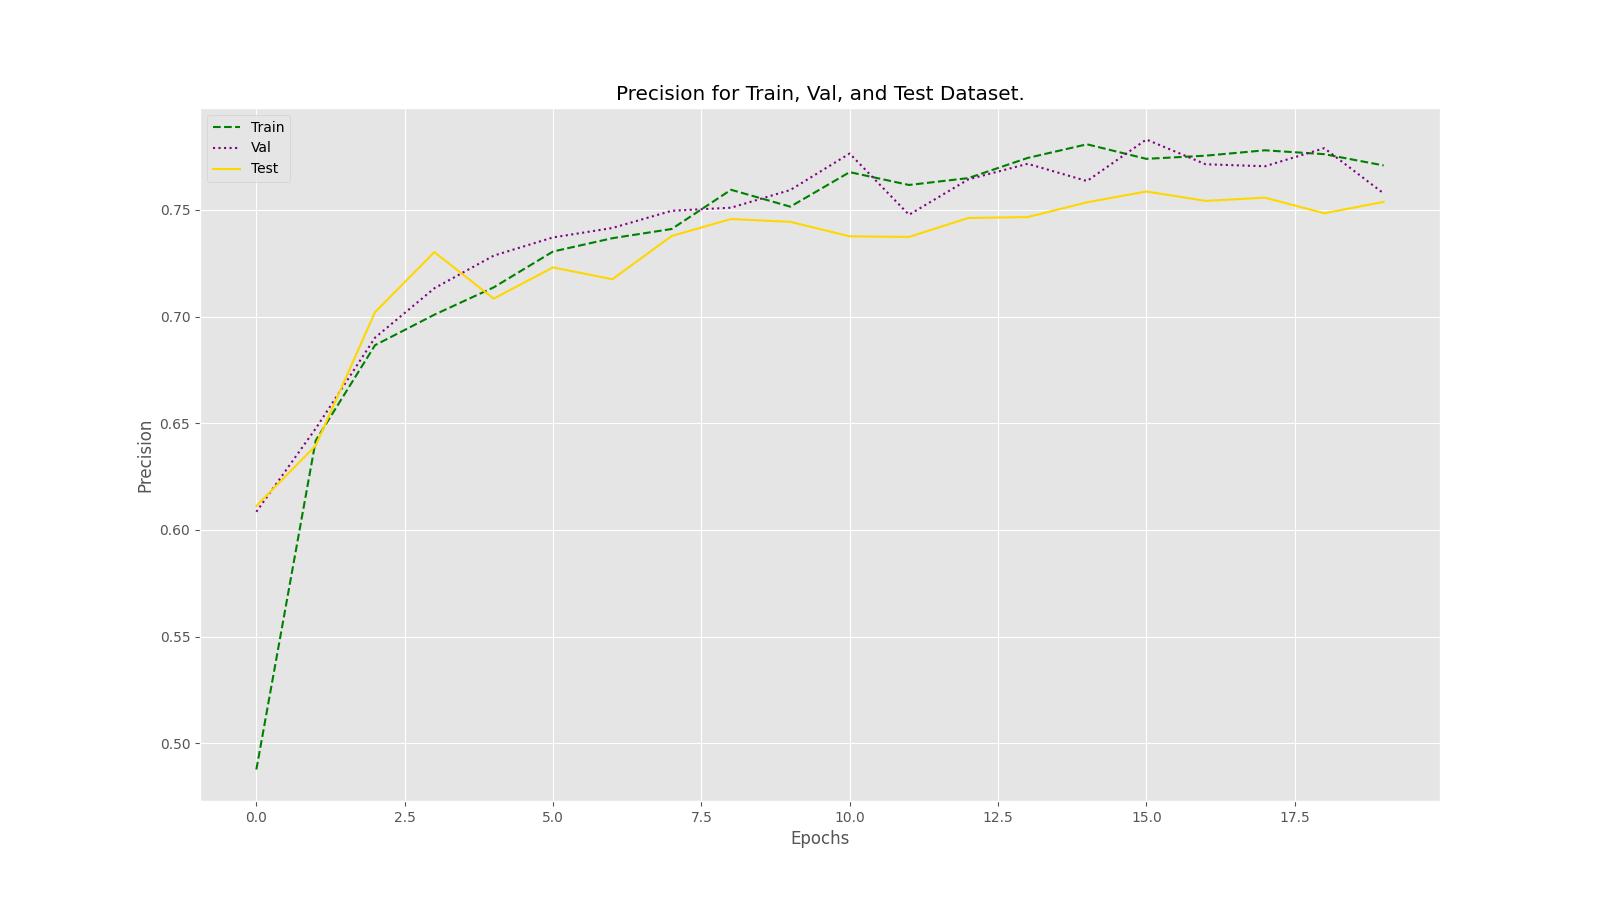 Precision for Train, Val, and Test Dataset.
Train
Val
Test
0.75
0.70
0.65
0.60
0.55
0.50
Precision
0.0 2.5 5.0 7.5 10.0 12.5 15.0 17.5
Epochs